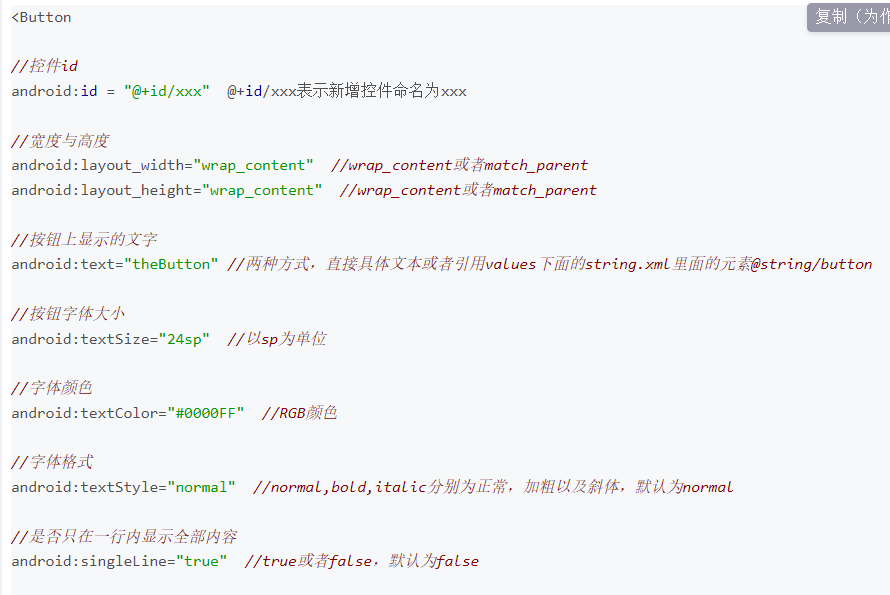 <Button
复制（为
//控件id
android:id = "@+id/xxx"  @+id/xxx表示新增控件命名为xxx
//宽度与高度
android:layout_width="wrap_content"  //wrap_content或者match_parent
android:layout_height="wrap_content"  //wrap_content或者match_parent
//按钮上显示的文字
android:text="theButton" //两种方式，直接具体文本或者引用values下面的string.xml里面的元素@string/button
//按钮字体大小
android:textSize="24sp"  //以sp为单位
//字体颜色
android:textColor="#0000FF"  //RGB颜色
//字体格式
android:textStyle="normal"  //normal,bold,italic分别为正常，加粗以及斜体，默认为normal
//是否只在一行内显示全部内容
android:singleLine="true"  //true或者false，默认为false